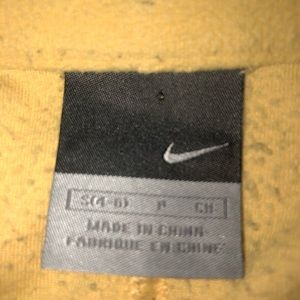 S(4-6) P CH
MADE IN CHINA
FABRIQUE EN CHINE